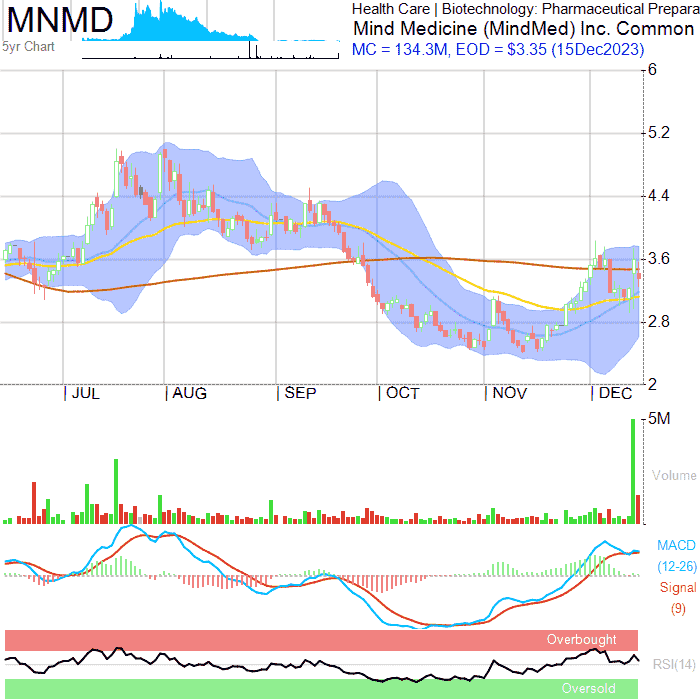 MNMD
5yr Chart
Health Care | Biotechnology: Pharmaceutical Prepara
Mind Medicine (MindMed) Inc. Common
MC = 134.3M, EOD = $3.35 (15Dec2023)
6
5.2
4.4
3.6
2.8
2
| JUL | AUG | SEP | OCT | NOV | DEC
5M
Volume
MACD
(12-26)
Signal
(9)
Overbought
RSI(14)
Oversold